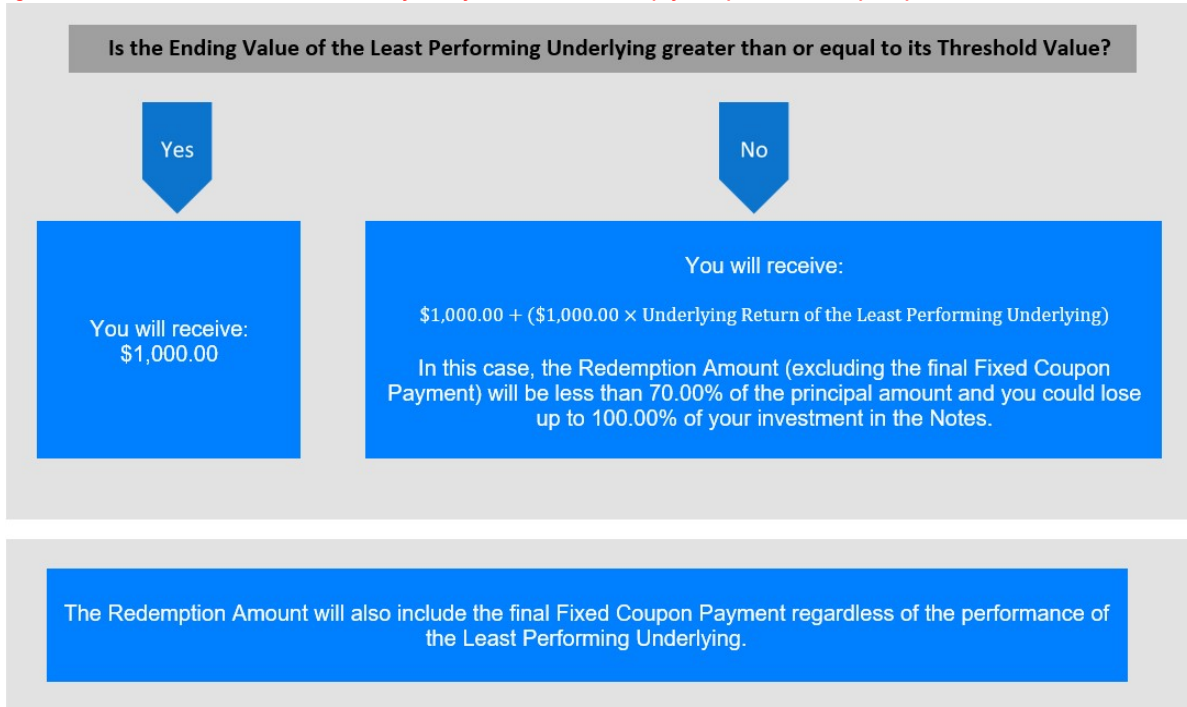 Is the Ending Value of the Least Performing Underlying greater than or equal to its Threshold Value?
Yes
No
You will receive:
$1,000.00
You will receive:
$1,000.00 + ($1,000.00 × Underlying Return of the Least Performing Underlying)
In this case, the Redemption Amount (excluding the final Fixed Coupon
Payment) will be less than 70.00% of the principal amount and you could lose
up to 100.00% of your investment in the Notes.
The Redemption Amount will also include the final Fixed Coupon Payment regardless of the performance of
the Least Performing Underlying.